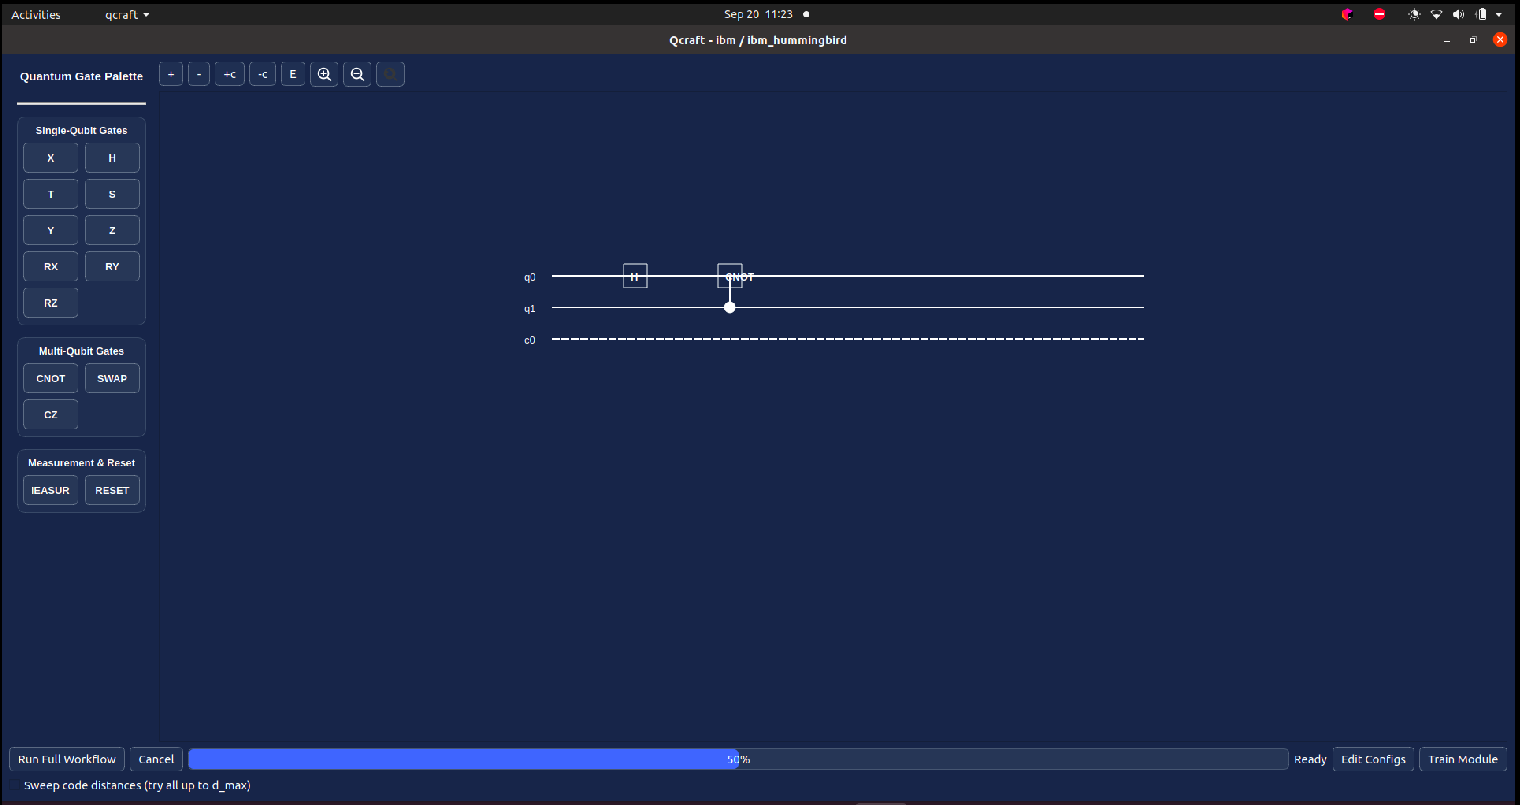 Activities qcraft Sep 20 11:23
Qcraft - ibm / ibm_hummingbird
Quantum Gate Palette + - +c -c E
Single-Qubit Gates
X H
T S
Y Z
RX RY
RZ
Multi-Qubit Gates
CNOT SWAP
CZ
Measurement & Reset
IEASUR RESET
q0 H CNOT
q1
c0
Run Full Workflow Cancel 50% Ready Edit Configs Train Module
Sweep code distances (try all up to d_max)